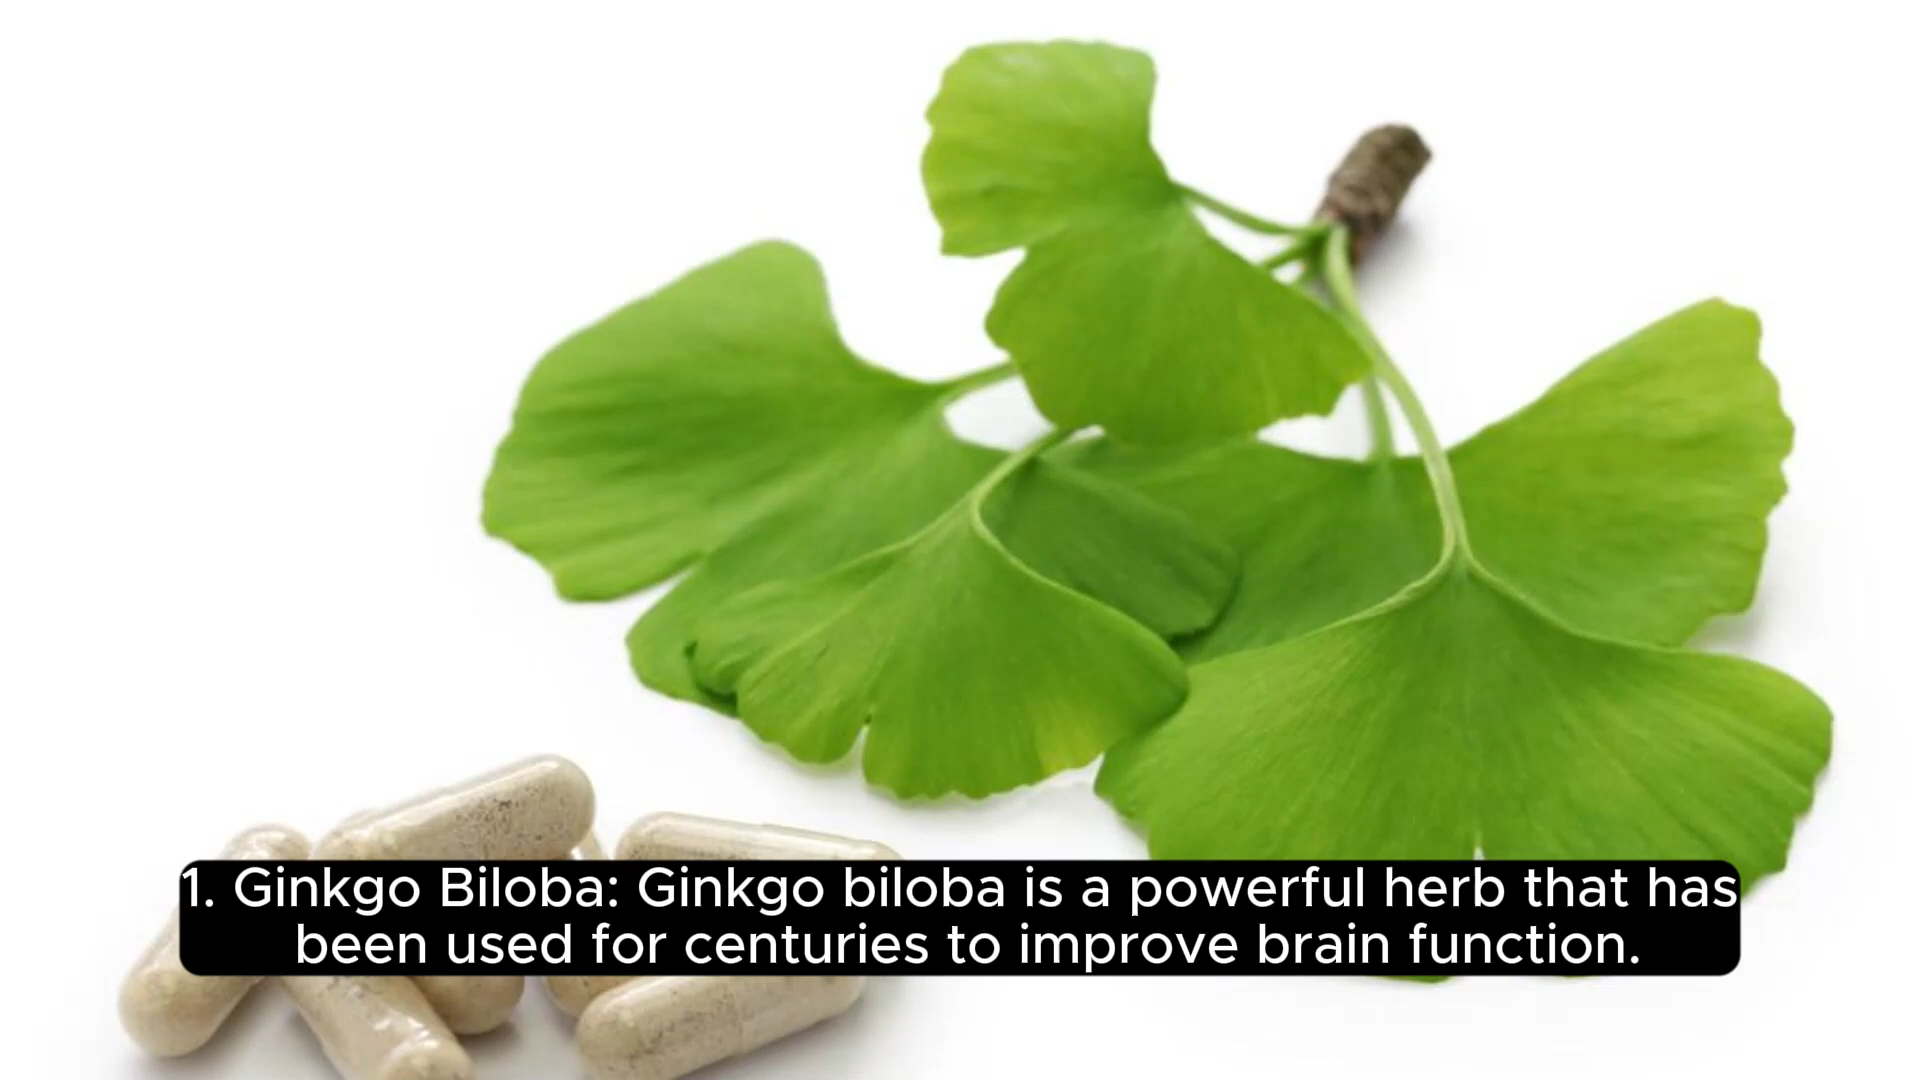 1. Ginkgo Biloba: Ginkgo biloba is a powerful herb that has
been used for centuries to improve brain function.